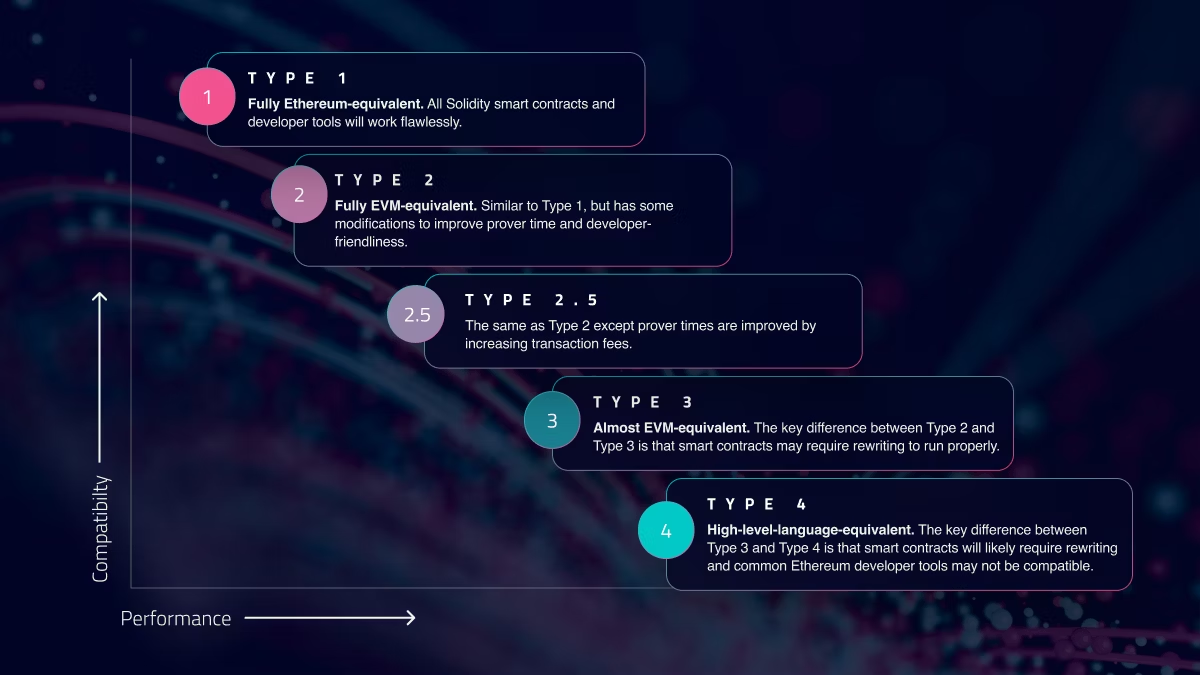 1
TYPE 1
Fully Ethereum-equivalent. All Solidity smart contracts and
developer tools will work flawlessly.
2
TYPE 2
Fully EVM-equivalent. Similar to Type 1, but has some
modifications to improve prover time and developer-
friendliness.
2.5
TYPE 2.5
The same as Type 2 except prover times are improved by
increasing transaction fees.
3
TYPE 3
Almost EVM-equivalent. The key difference between Type 2 and
Type 3 is that smart contracts may require rewriting to run properly.
4
TYPE 4
High-level-language-equivalent. The key difference between
Type 3 and Type 4 is that smart contracts will likely require rewriting
and common Ethereum developer tools may not be compatible.
Compatibilty
Performance